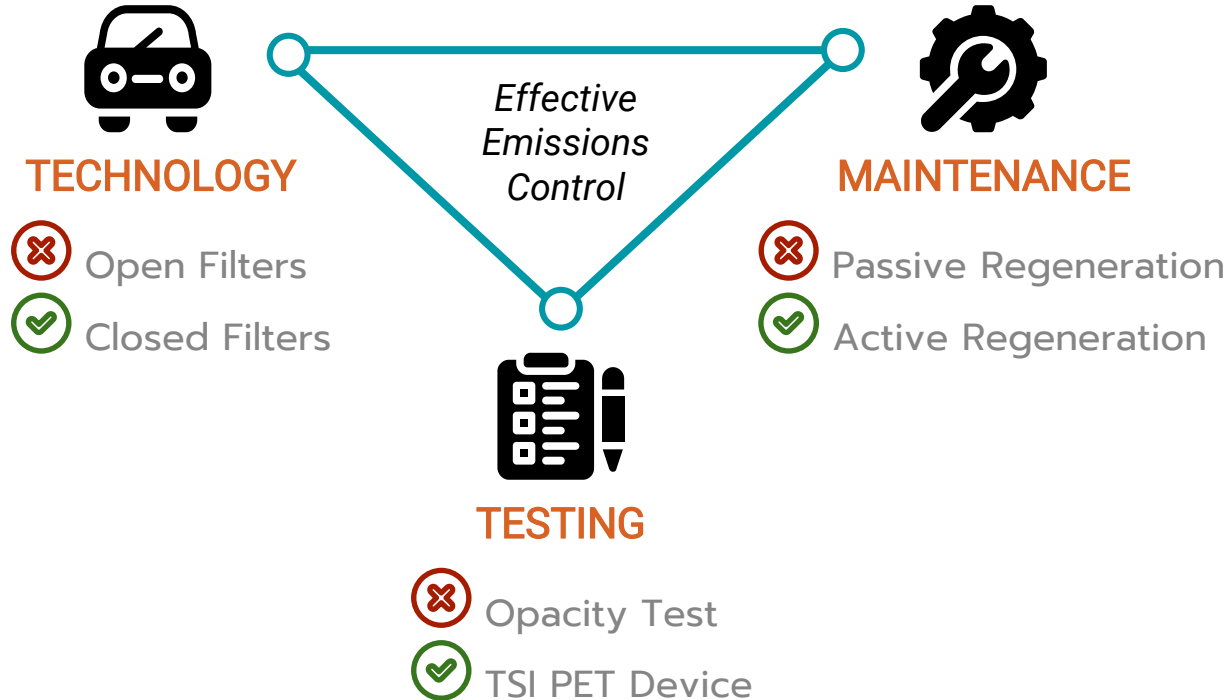 Effective
Emissions
Control
TECHNOLOGY
Open Filters
Closed Filters
MAINTENANCE
Passive Regeneration
Active Regeneration
TESTING
Opacity Test
TSI PET Device